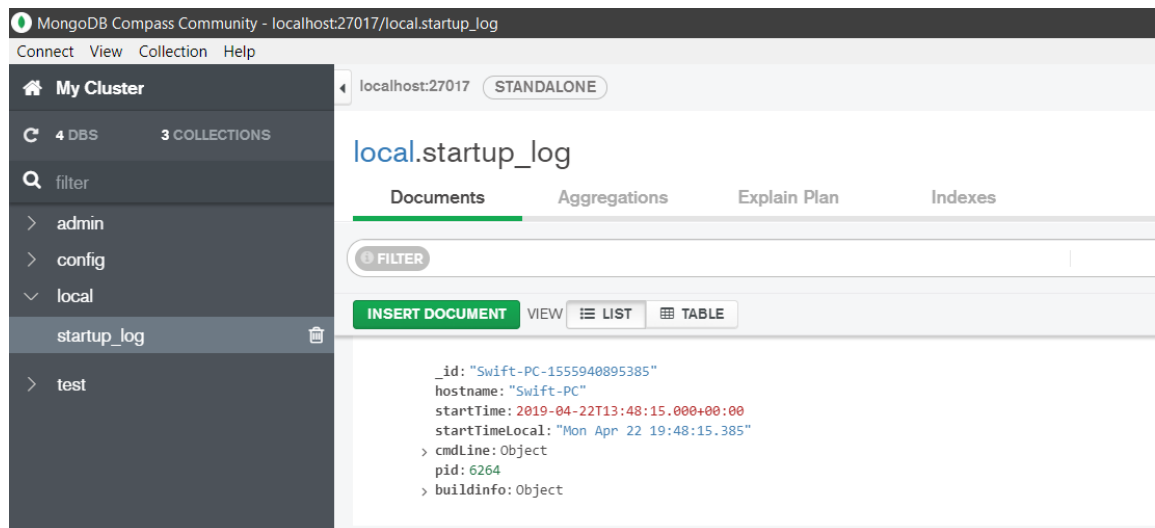 MongoDB Compass Community - localhost:27017/local.startup_log
Connect View Collection Help
My Cluster
localhost:27017 STANDALONE
4 DBS 3 COLLECTIONS
local.startup_log
filter
Documents Aggregations Explain Plan Indexes
admin
config
FILTER
local
INSERT DOCUMENT VIEW LIST TABLE
startup_log
test
_id: "Swift-PC-1555940895385"
hostname: "Swift-PC"
startTime: 2019-04-22T13:48:15.000+00:00
startTimeLocal: "Mon Apr 22 19:48:15.385"
> cmdLine: Object
pid: 6264
> buildinfo: Object